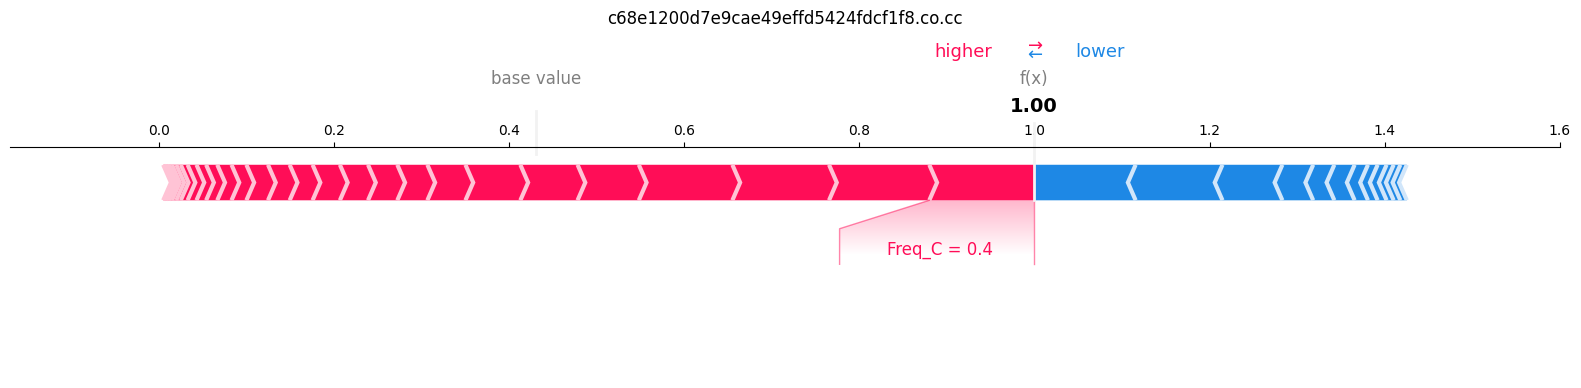 c68e1200d7e9cae49effd5424fdcf1f8.co.cc
higher → ← lower
base value f(x)
1.00
0.0 0.2 0.4 0.6 0.8 1.0 1.2 1.4 1.6
Freq_C = 0.4